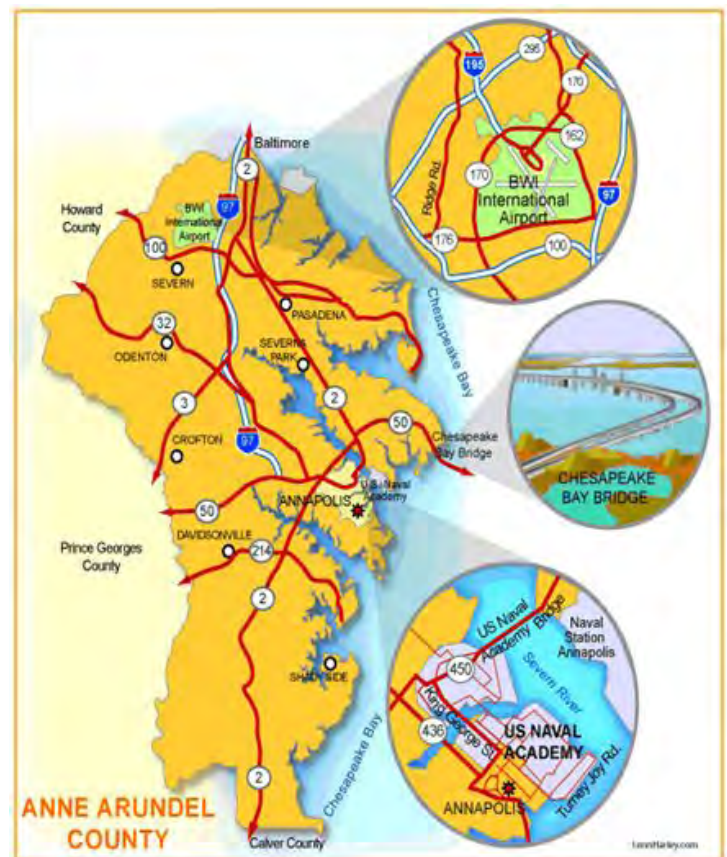 Baltimore
2
97
Howard
County
BWI
International
Airport
100
SEVERN
PASADENA
32
ODENTON
SEVERNA
PARK
Chesapeake Bay
3
2
CROFTON
97
50
Chesapeake
Bay Bridge
U.S. Naval
Academy
ANNAPOLIS
50
DAVIDSONVILLE
Prince Georges
County
214
2
SHADY SIDE
Chesapeake Bay
2
Calver County
ANNE ARUNDEL
COUNTY
295
195
170
162
Ridge Rd.
170
BWI
International
Airport
97
176
100
CHESAPEAKE
BAY BRIDGE
US Naval
Academy Bridge
Naval
Station
Annapolis
450
Severn River
King George St.
436
US NAVAL
ACADEMY
Turney Joy Rd.
ANNAPOLIS
LennHarley.com